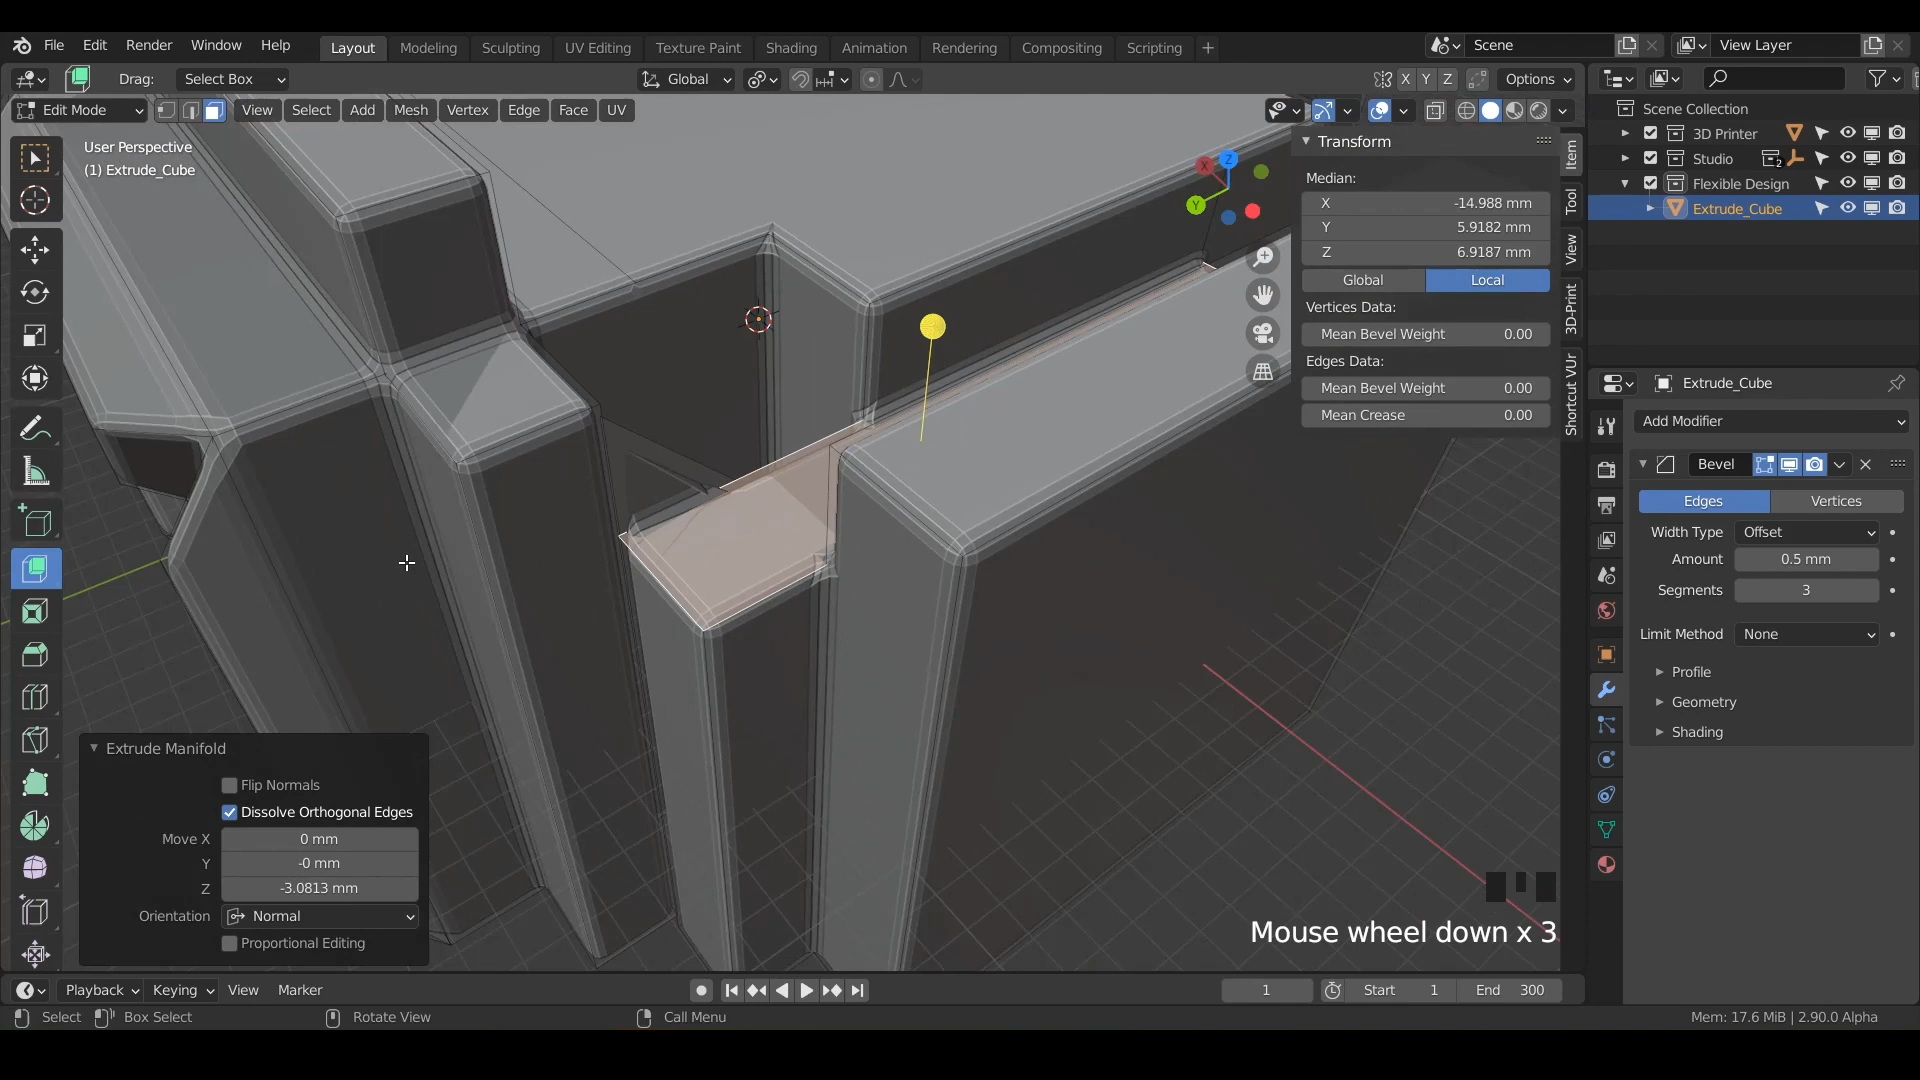 File Edit Render Window Help Layout Modeling Sculpting UV Editing Texture Paint Shading Animation Rendering Compositing Scripting + Scene View Layer
Drag: Select Box Global X Y Z Options
Edit Mode View Select Add Mesh Vertex Edge Face UV
User Perspective
(1) Extrude_Cube
X Z Y
Transform
Median:
X -14.988 mm
Y 5.9182 mm
Z 6.9187 mm
Global Local
Vertices Data:
Mean Bevel Weight 0.00
Edges Data:
Mean Bevel Weight 0.00
Mean Crease 0.00
Item
Tool
View
3D-Print
Shortcut VUr
Scene Collection
3D Printer
Studio 2
Flexible Design
Extrude_Cube
Extrude_Cube
Add Modifier
Bevel
Edges Vertices
Width Type Offset
Amount 0.5 mm
Segments 3
Limit Method None
Profile
Geometry
Shading
Extrude Manifold
Flip Normals
Dissolve Orthogonal Edges
Move X 0 mm
Y -0 mm
Z -3.0813 mm
Orientation Normal
Proportional Editing
Mouse wheel down x 3
Playback Keying View Marker 1 Start 1 End 300
Select Box Select Rotate View Call Menu Mem: 17.6 MiB | 2.90.0 Alpha